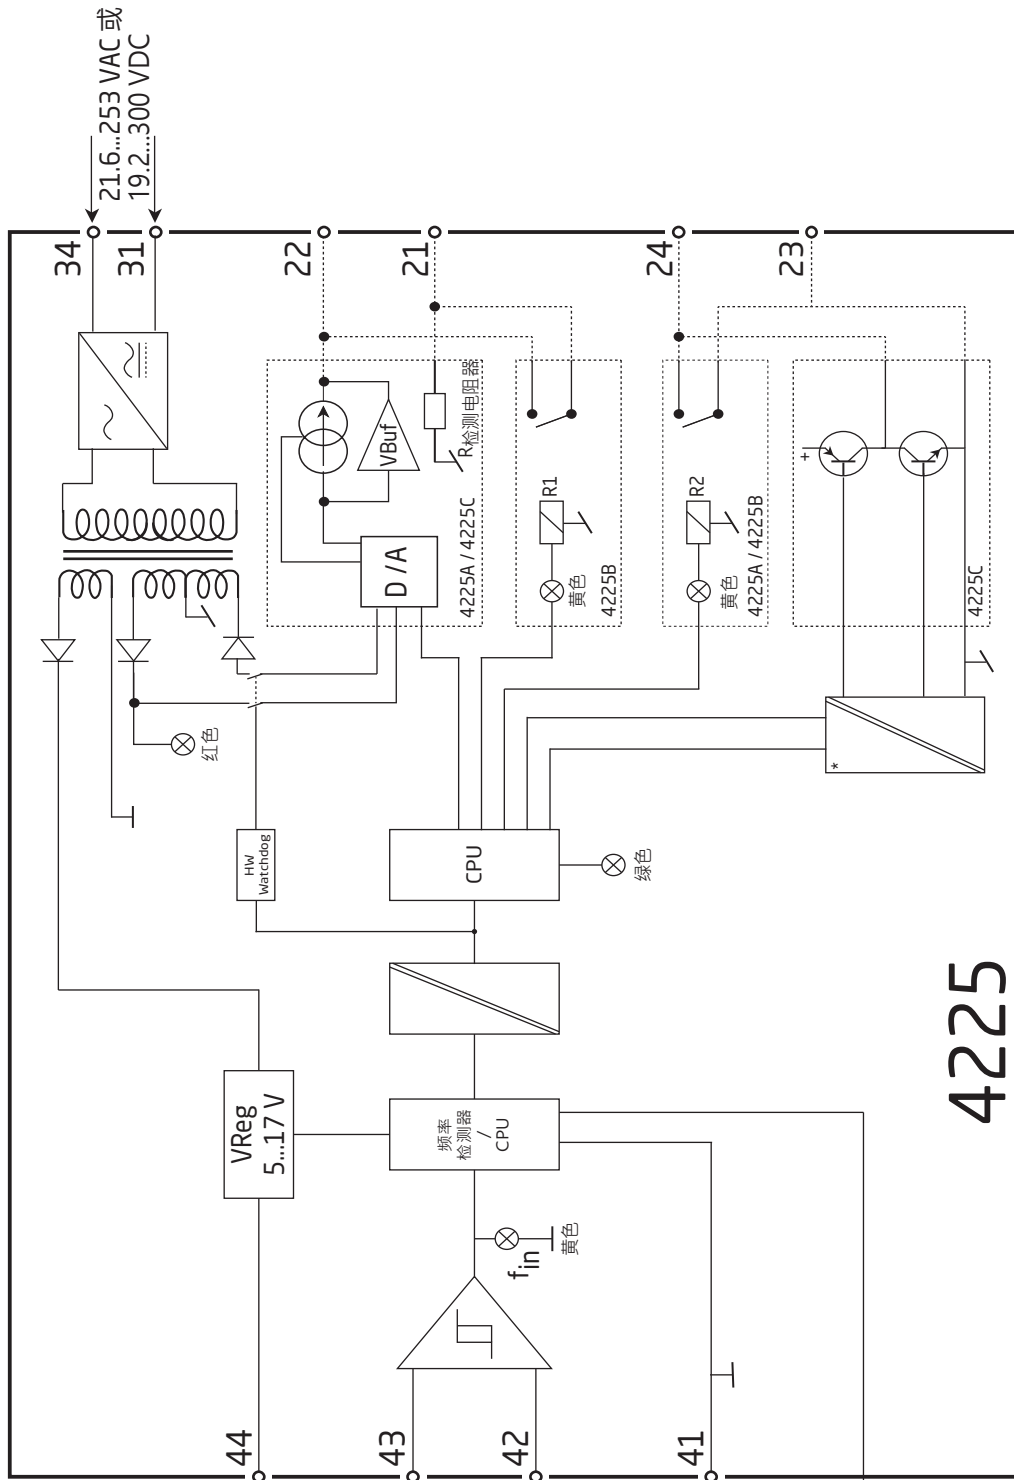 21.6...253 VAC 或
19.2...300 VDC
34
31
22
21
24
23
VBuf
R检测电阻器
D/A
4225A / 4225C
R1
黄色
4225B
R2
黄色
4225A / 4225B
+
4225C
红色
HW
Watchdog
CPU
绿色
*
VReg
5...17 V
频率
检测器
/
CPU
fin
黄色
44
43
42
41
4225